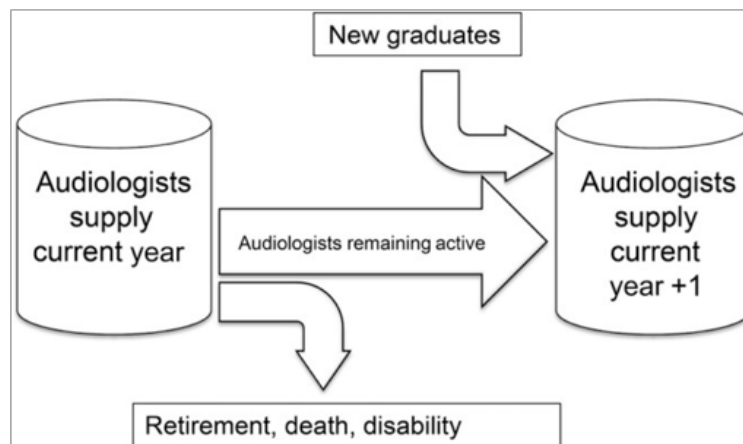 New graduates
Audiologists
supply
current year
Audiologists remaining active
Audiologists
supply
current
year +1
Retirement, death, disability